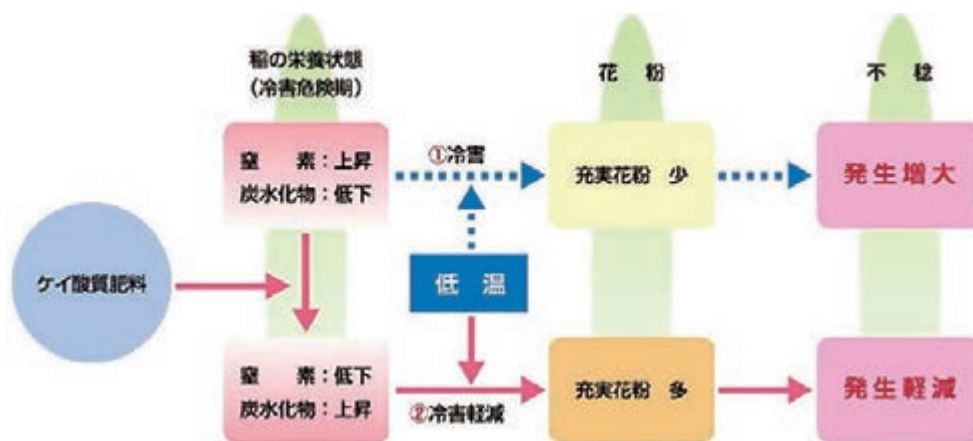 稲の栄養状態
（冷害危険期）
花粉
不稔
窒素：上昇
炭水化物：低下
①冷害
充実花粉 少
発生増大
ケイ酸質肥料
低温
窒素：低下
炭水化物：上昇
②冷害軽減
充実花粉 多
発生軽減